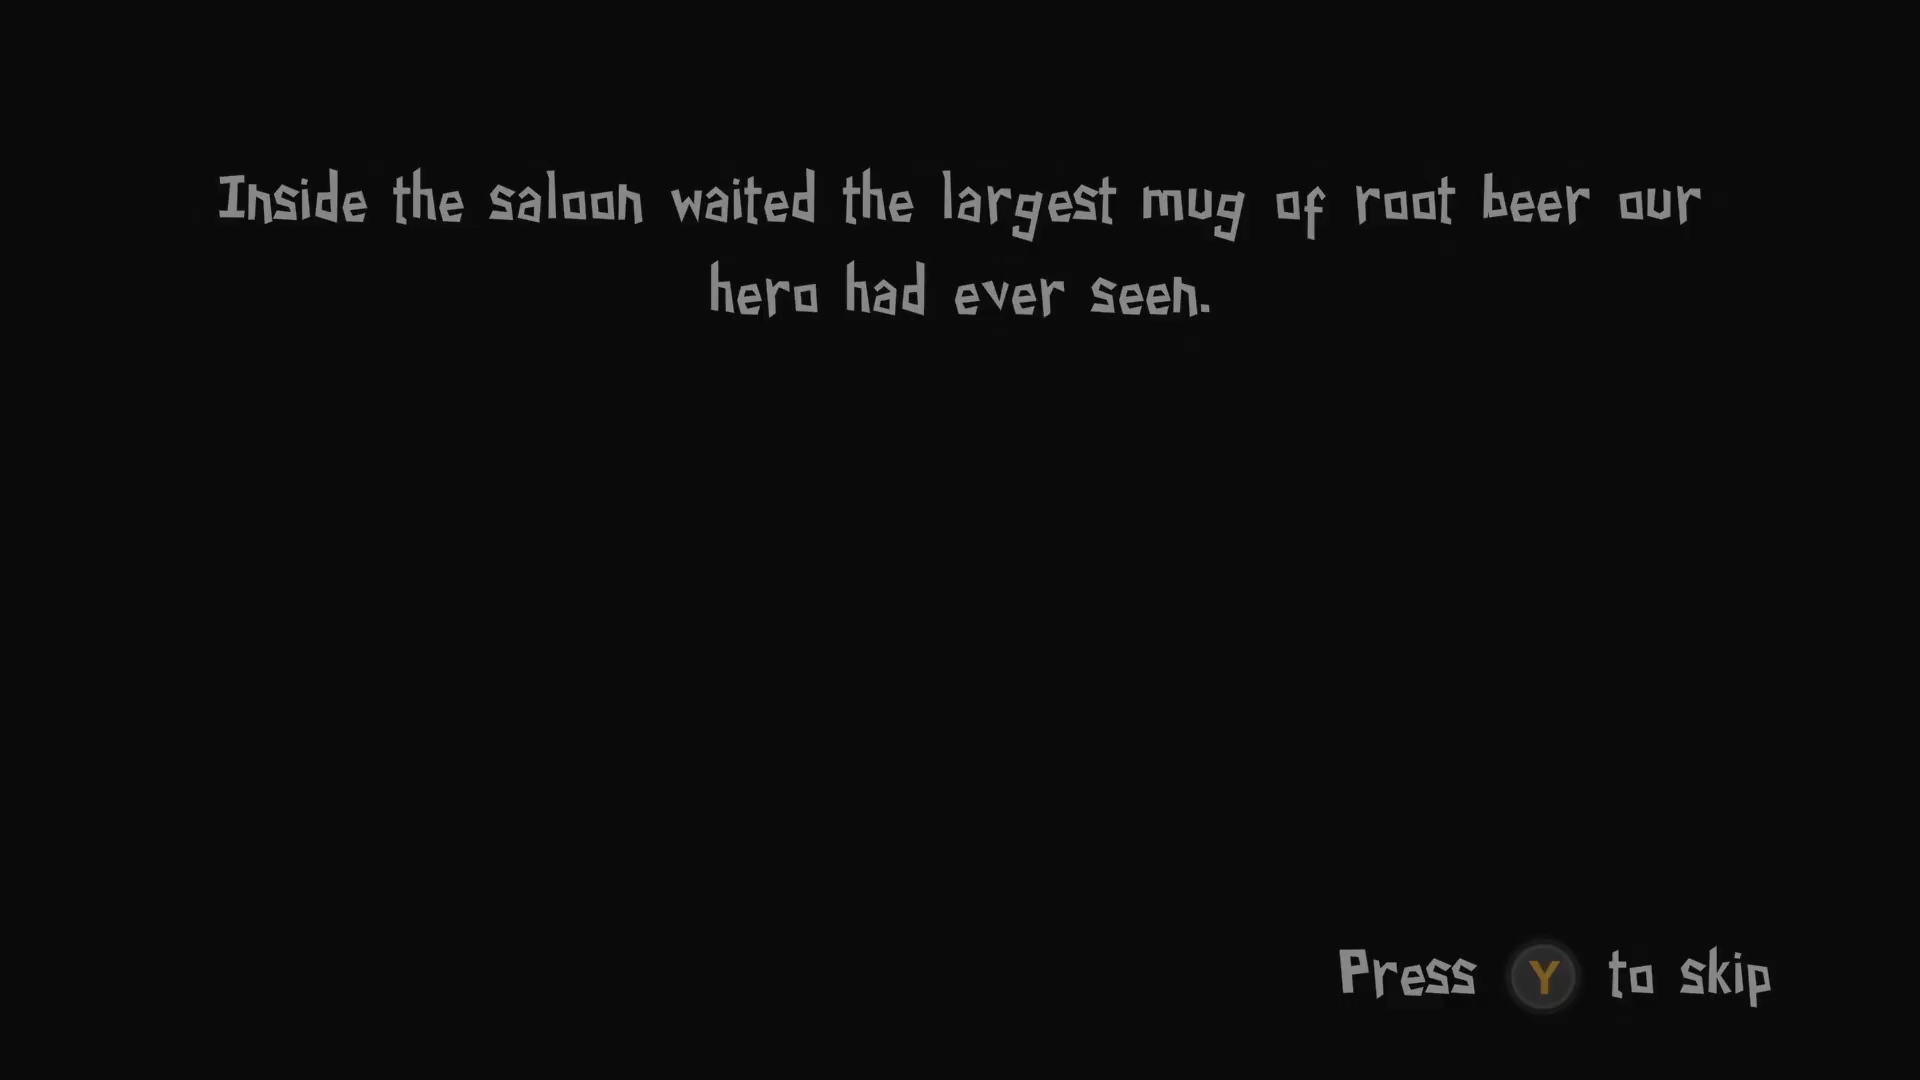 Inside the saloon waited the largest mug of root beer our
hero had ever seen.
Press Y to skip